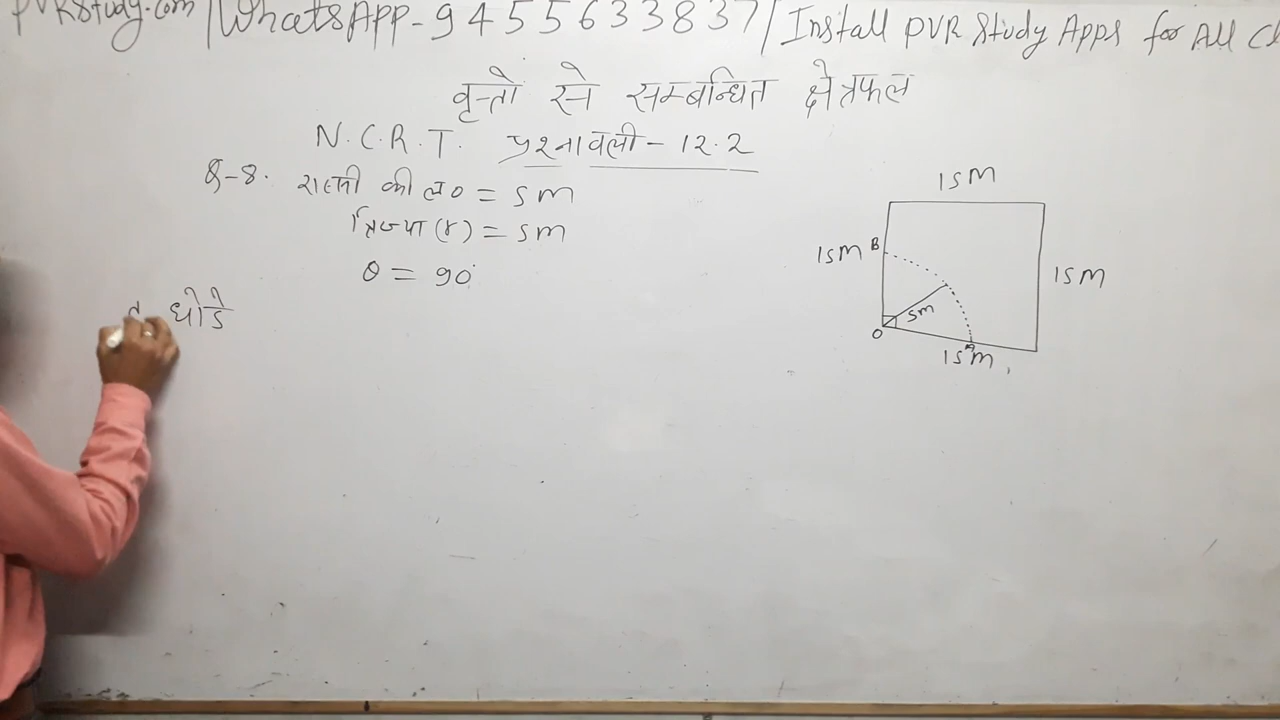 PVRStudy.com / WhatsApp - 9455633837 / Install PVR Study Apps for All
वृत्तों से सम्बन्धित क्षेत्रफल
N.C.R.T. प्रश्नावली - 12.2
Q-8. रस्सी की ल० = 5m
त्रिज्या (r) = 5m
θ = 90°
घोडे
15M
15M B
15M
5m
O
A
15M